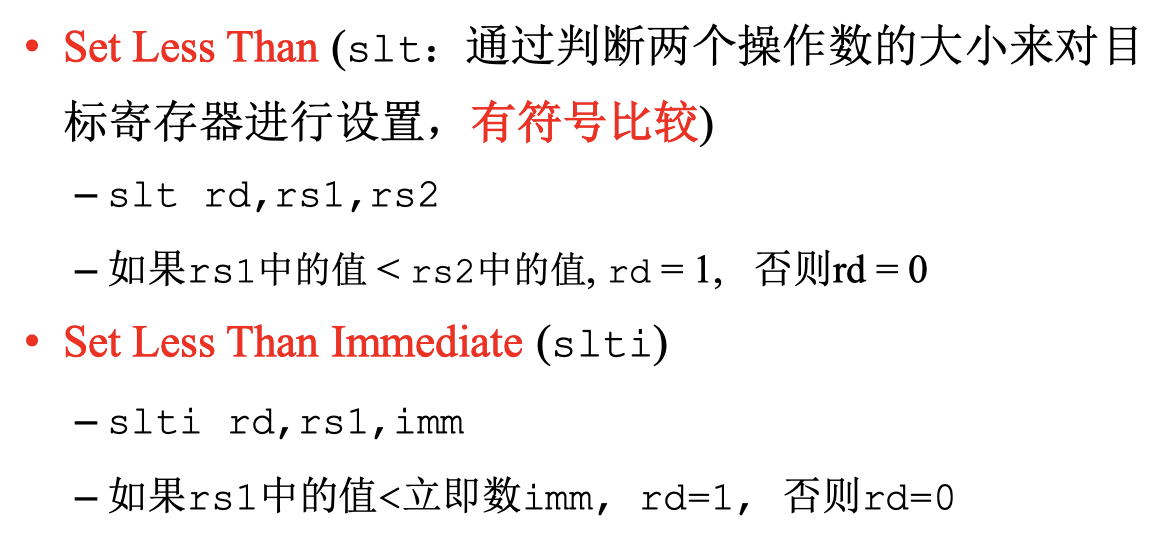 • Set Less Than (slt：通过判断两个操作数的大小来对目
标寄存器进行设置，有符号比较)
– slt rd,rs1,rs2
– 如果rs1中的值 < rs2中的值, rd = 1, 否则rd = 0
• Set Less Than Immediate (slti)
– slti rd,rs1,imm
– 如果rs1中的值<立即数imm, rd=1, 否则rd=0